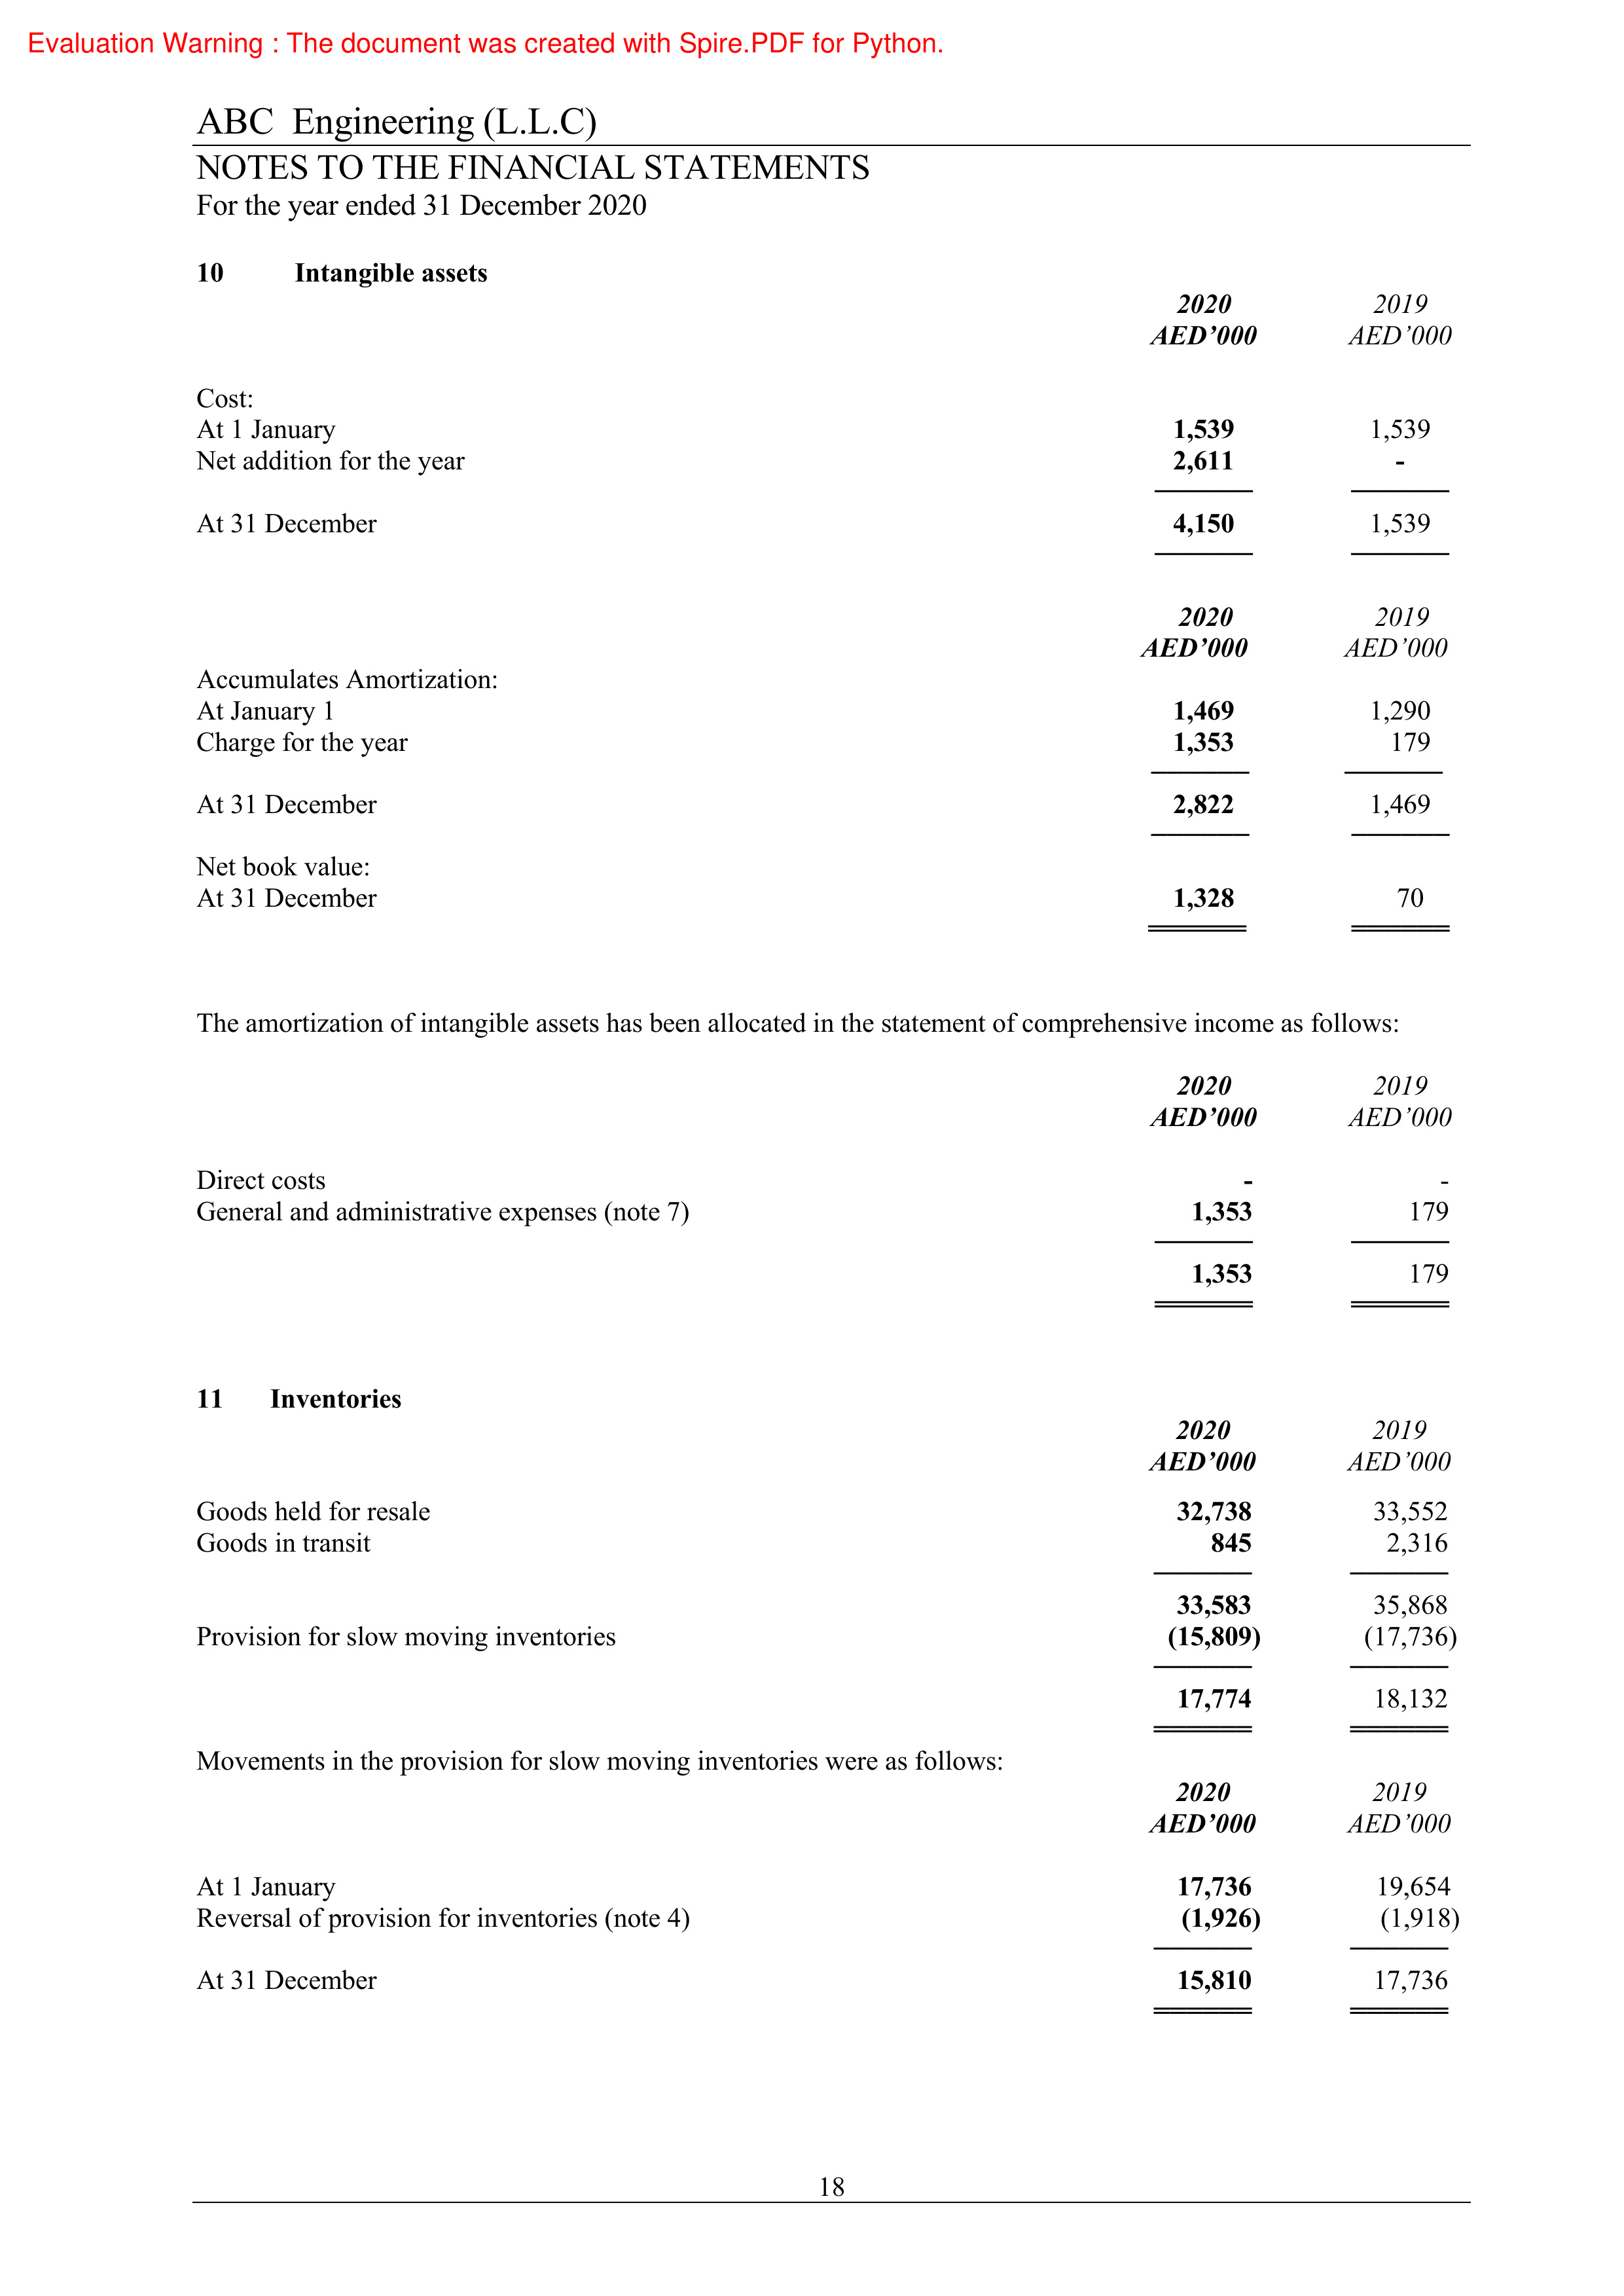 Evaluation Warning : The document was created with Spire.PDF for Python.
ABC Engineering (L.L.C)
NOTES TO THE FINANCIAL STATEMENTS
For the year ended 31 December 2020
10 Intangible assets
2020 2019
AED’000 AED’000
Cost:
At 1 January 1,539 1,539
Net addition for the year 2,611 -
At 31 December 4,150 1,539
2020 2019
AED’000 AED’000
Accumulates Amortization:
At January 1 1,469 1,290
Charge for the year 1,353 179
At 31 December 2,822 1,469
Net book value:
At 31 December 1,328 70
The amortization of intangible assets has been allocated in the statement of comprehensive income as follows:
2020 2019
AED’000 AED’000
Direct costs - -
General and administrative expenses (note 7) 1,353 179
1,353 179
11 Inventories
2020 2019
AED’000 AED’000
Goods held for resale 32,738 33,552
Goods in transit 845 2,316
33,583 35,868
Provision for slow moving inventories (15,809) (17,736)
17,774 18,132
Movements in the provision for slow moving inventories were as follows:
2020 2019
AED’000 AED’000
At 1 January 17,736 19,654
Reversal of provision for inventories (note 4) (1,926) (1,918)
At 31 December 15,810 17,736
18